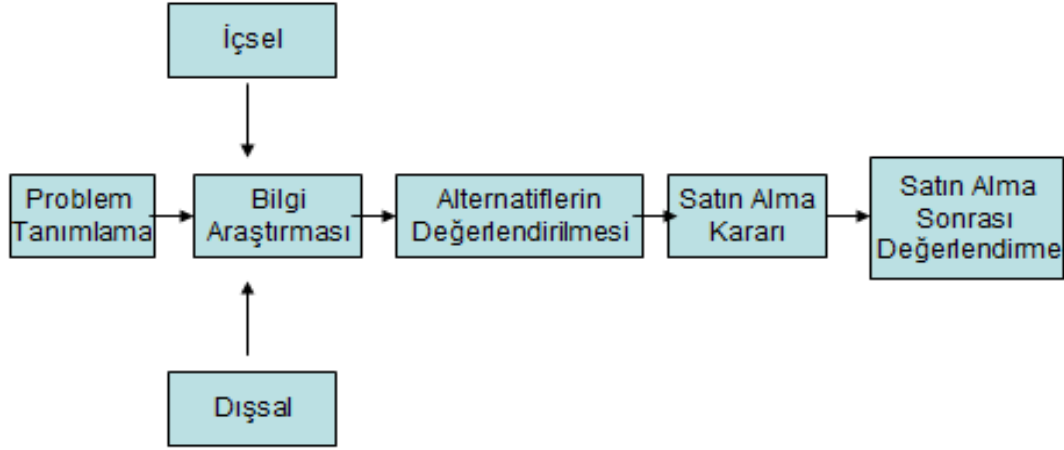 İçsel
Problem
Tanımlama
Bilgi
Araştırması
Alternatiflerin
Değerlendirilmesi
Satın Alma
Kararı
Satın Alma
Sonrası
Değerlendirme
Dışsal